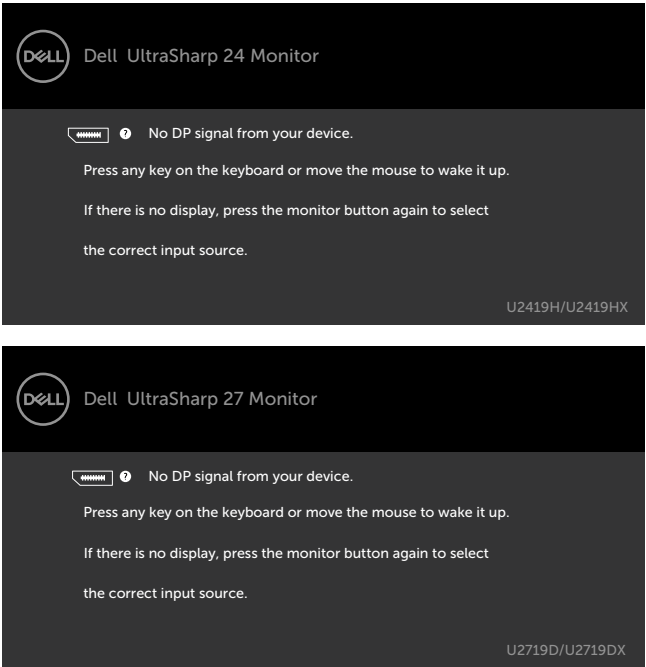 DELL Dell UltraSharp 24 Monitor
? No DP signal from your device.
Press any key on the keyboard or move the mouse to wake it up.
If there is no display, press the monitor button again to select
the correct input source.
U2419H/U2419HX
DELL Dell UltraSharp 27 Monitor
? No DP signal from your device.
Press any key on the keyboard or move the mouse to wake it up.
If there is no display, press the monitor button again to select
the correct input source.
U2719D/U2719DX